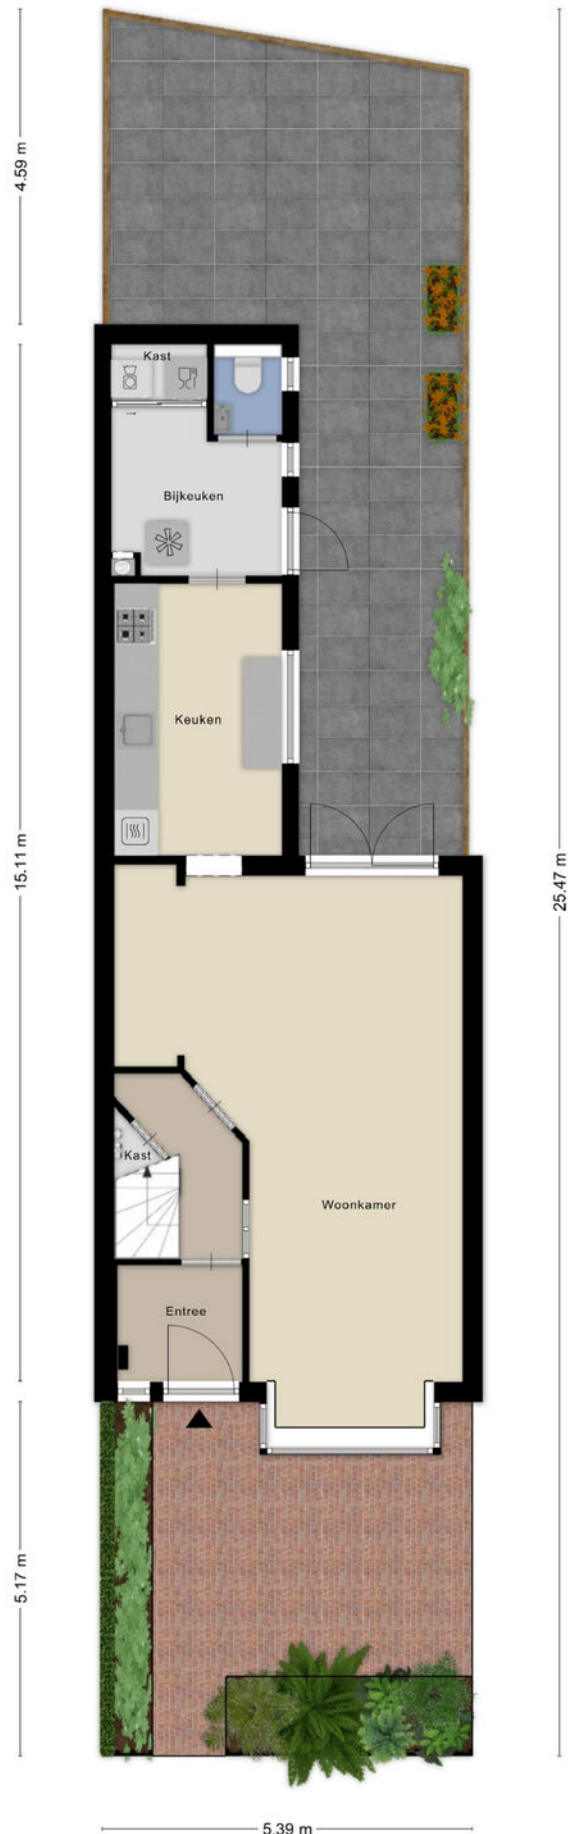 4.59 m
Kast
Bijkeuken
Keuken
15.11 m
25.47 m
Kast
Woonkamer
Entree
5.17 m
5.39 m